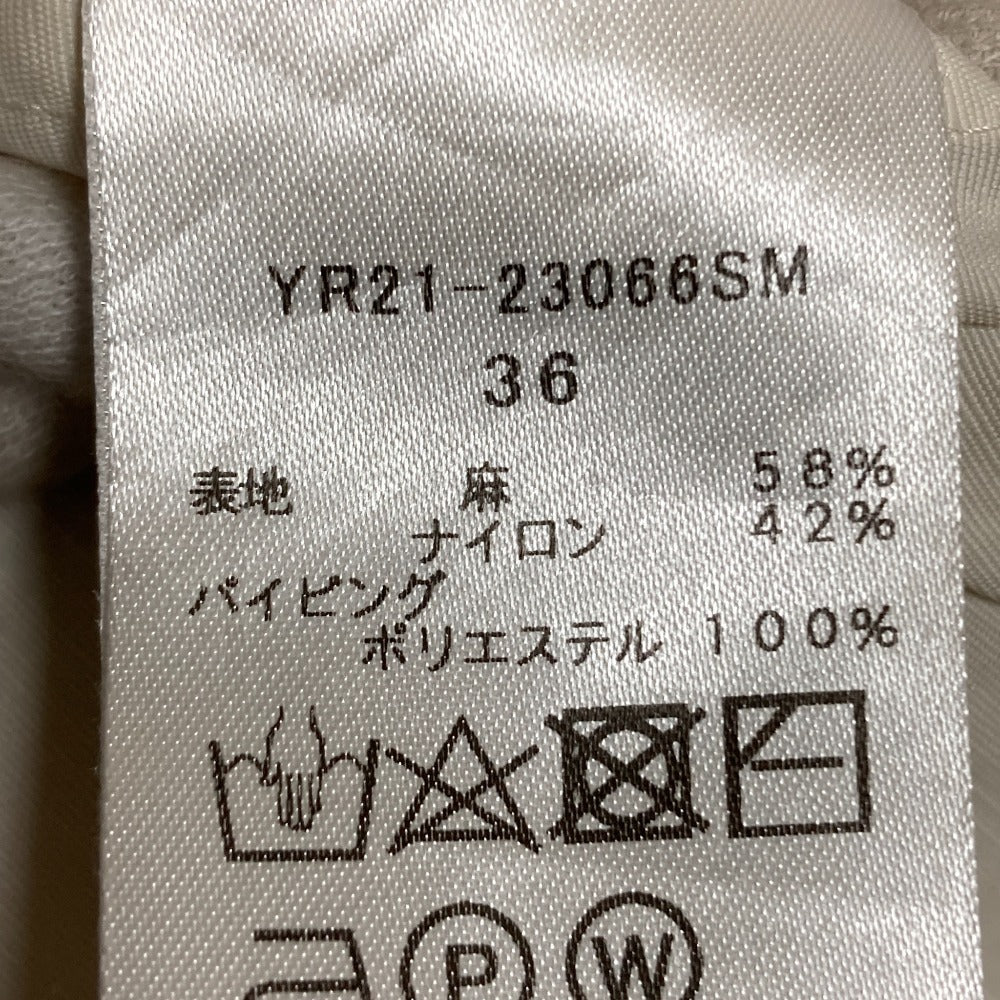 YR21-23066SM
36
表地 麻 58%
ナイロン 42%
パイピング
ポリエステル 100%
P W